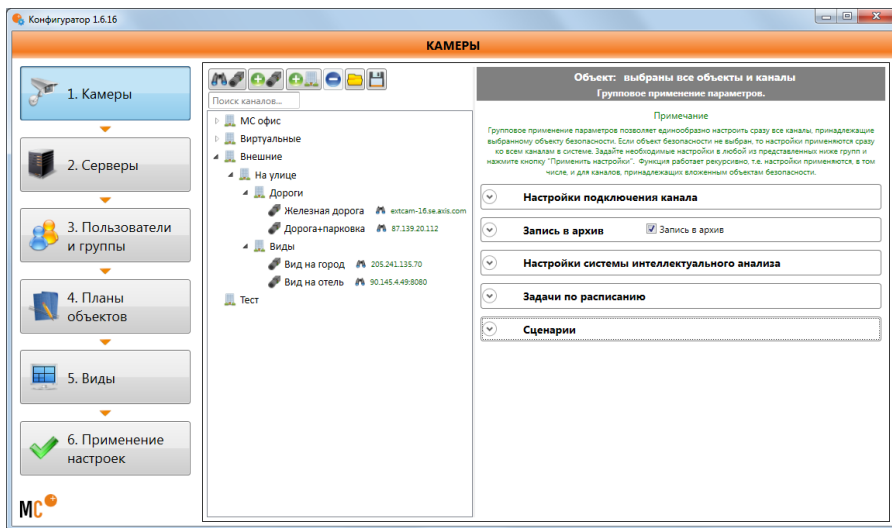 Конфигуратор 1.6.16
КАМЕРЫ
1. Камеры
2. Серверы
3. Пользователи
и группы
4. Планы
объектов
5. Виды
6. Применение
настроек
МС
Поиск каналов...
МС офис
Виртуальные
Внешние
На улице
Дороги
Железная дорога extcam-16.se.axis.com
Дорога+парковка 87.139.20.112
Виды
Вид на город 205.241.135.70
Вид на отель 90.145.4.49:8080
Тест
Объект: выбраны все объекты и каналы
Групповое применение параметров.
Примечание
Групповое применение параметров позволяет единообразно настроить сразу все каналы, принадлежащие
выбранному объекту безопасности. Если объект безопасности не выбран, то настройки применяются сразу
ко всем каналам в системе. Задайте необходимые настройки в любой из представленных ниже групп и
нажмите кнопку "Применить настройки". Функция работает рекурсивно, т.е. настройки применяются, в том
числе, и для каналов, принадлежащих вложенным объектам безопасности.
Настройки подключения канала
Запись в архив Запись в архив
Настройки системы интеллектуального анализа
Задачи по расписанию
Сценарии